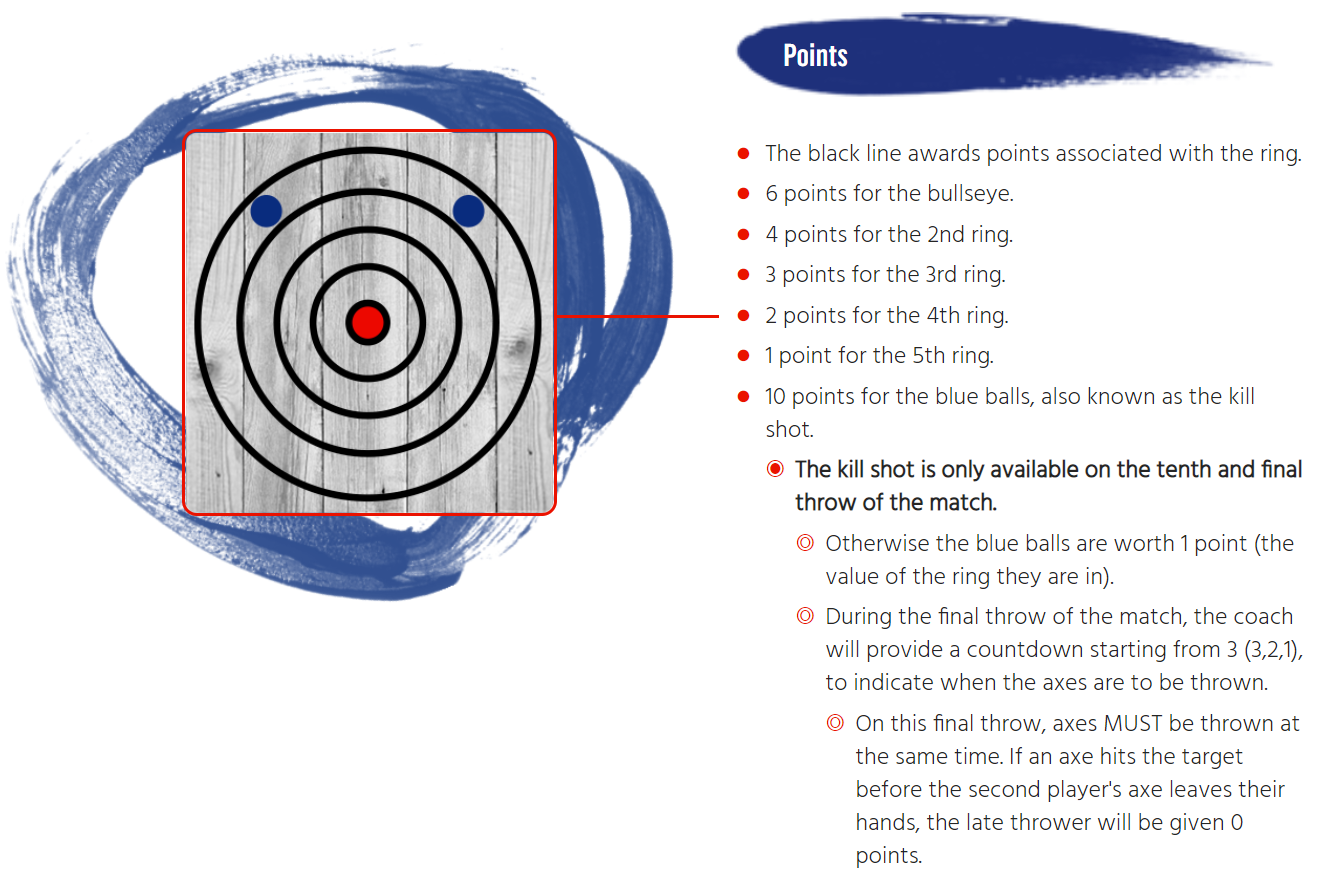 Points
The black line awards points associated with the ring.
6 points for the bullseye.
4 points for the 2nd ring.
3 points for the 3rd ring.
2 points for the 4th ring.
1 point for the 5th ring.
10 points for the blue balls, also known as the kill
shot.
The kill shot is only available on the tenth and final
throw of the match.
Otherwise the blue balls are worth 1 point (the
value of the ring they are in).
During the final throw of the match, the coach
will provide a countdown starting from 3 (3,2,1),
to indicate when the axes are to be thrown.
On this final throw, axes MUST be thrown at
the same time. If an axe hits the target
before the second player's axe leaves their
hands, the late thrower will be given 0
points.